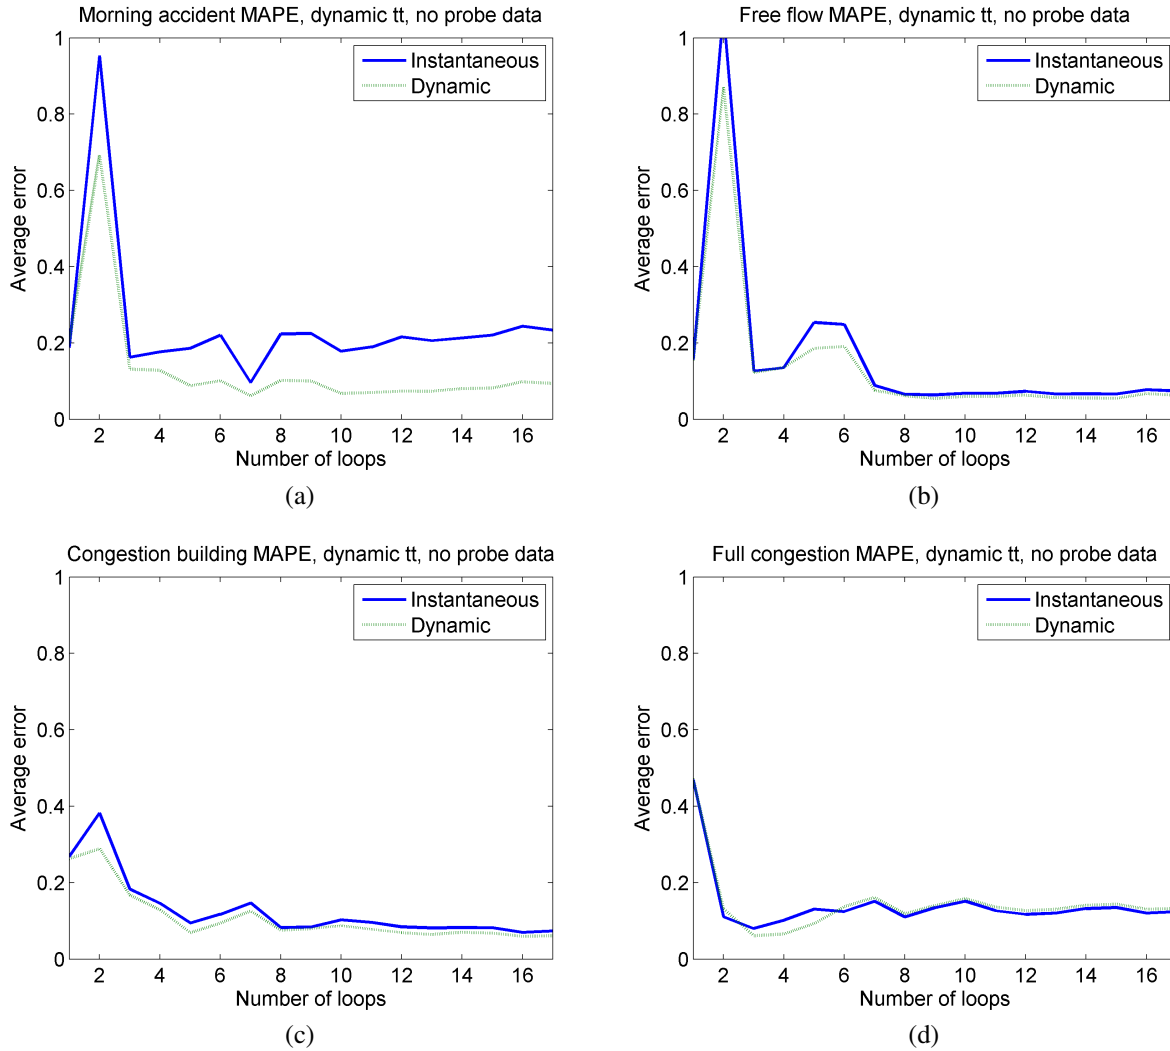 Morning accident MAPE, dynamic tt, no probe data
1
0.8
0.6
0.4
0.2
0
Average error
Instantaneous
Dynamic
2 4 6 8 10 12 14 16
Number of loops
(a)
Free flow MAPE, dynamic tt, no probe data
1
0.8
0.6
0.4
0.2
0
Average error
Instantaneous
Dynamic
2 4 6 8 10 12 14 16
Number of loops
(b)
Congestion building MAPE, dynamic tt, no probe data
1
0.8
0.6
0.4
0.2
0
Average error
Instantaneous
Dynamic
2 4 6 8 10 12 14 16
Number of loops
(c)
Full congestion MAPE, dynamic tt, no probe data
1
0.8
0.6
0.4
0.2
0
Average error
Instantaneous
Dynamic
2 4 6 8 10 12 14 16
Number of loops
(d)